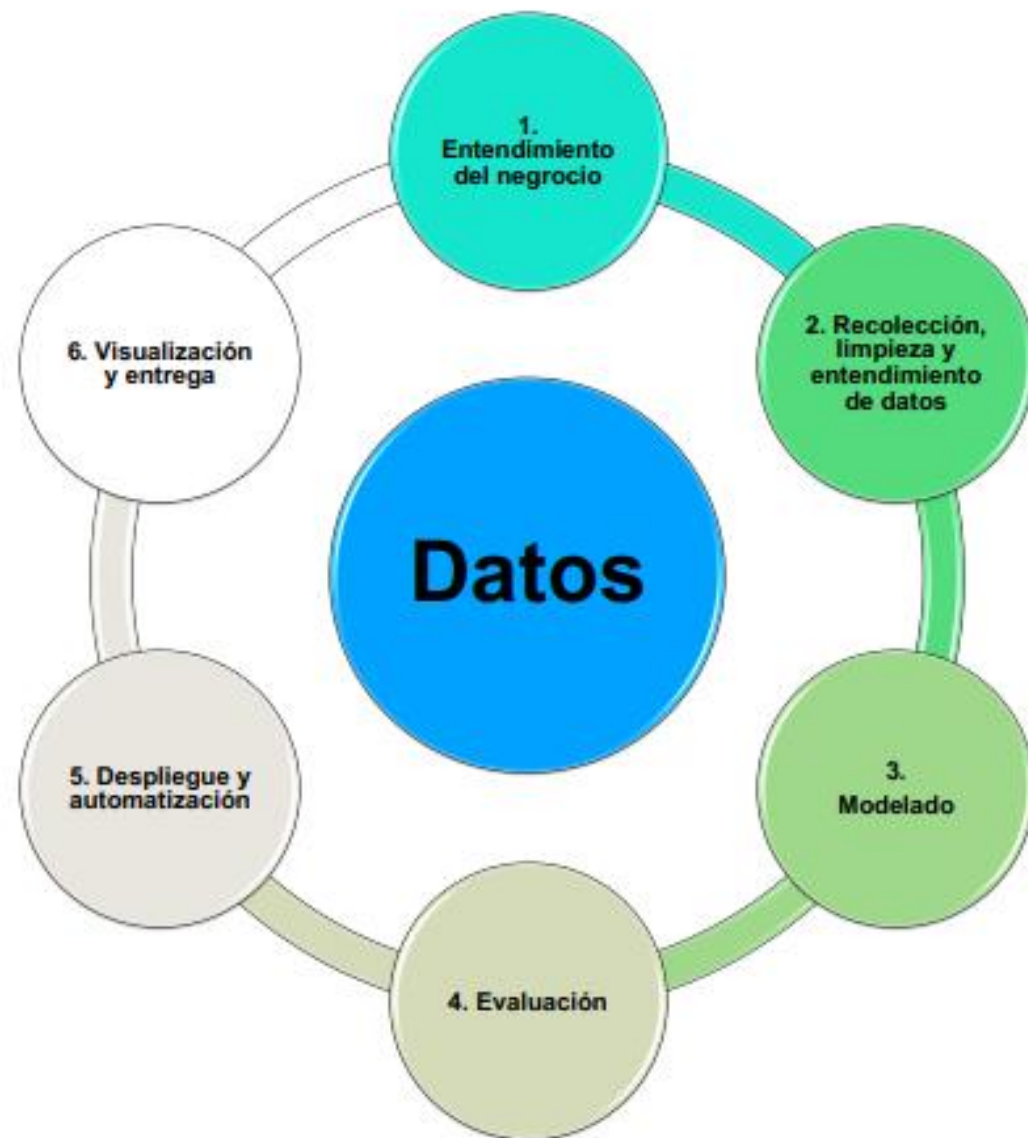 1.
Entendimiento
del negrocio
2. Recolección,
limpieza y
entendimiento
de datos
3.
Modelado
4. Evaluación
5. Despliegue y
automatización
6. Visualización
y entrega
Datos